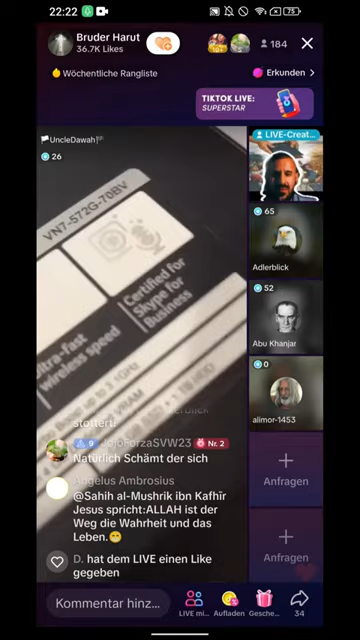 22:22
75
Bruder Harut
36.7K Likes
184
Wöchentliche Rangliste
Erkunden
TIKTOK LIVE:
SUPERSTAR
UncleDawah
26
LIVE-Creat...
VN7-572G-70BV
Certified for
Skype for
Business
ultra-fast
wireless speed
65
Adlerblick
52
Abu Khanjar
0
alimor-1453
stottert!
9 JojoForzaSVW23 Nr. 2
Natürlich Schämt der sich
Angelus Ambrosius
@Sahih al-Mushrik ibn Kafhīr
Jesus spricht:ALLAH ist der
Weg die Wahrheit und das
Leben.😁
D. hat dem LIVE einen Like
gegeben
Anfragen
Anfragen
Kommentar hinz...
LIVE mi...
Aufladen
Gesche...
34